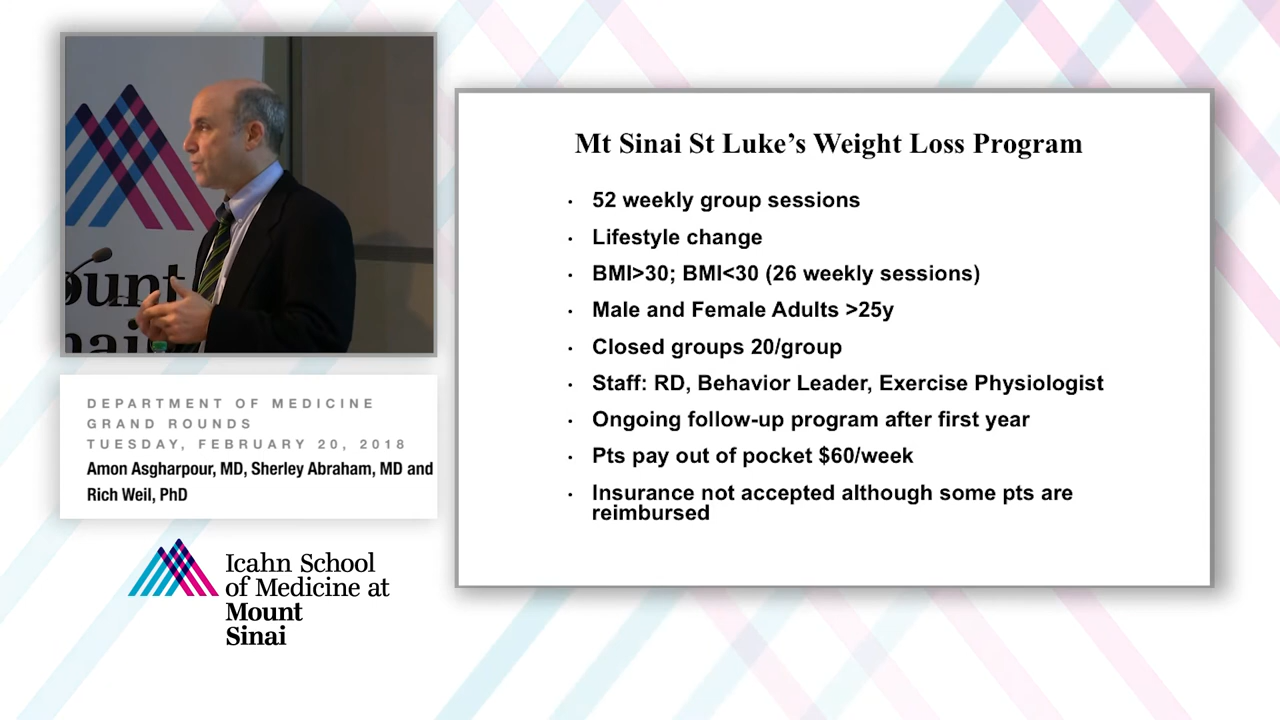 Mount
Sinai
DEPARTMENT OF MEDICINE
GRAND ROUNDS
TUESDAY, FEBRUARY 20, 2018
Amon Asgharpour, MD, Sherley Abraham, MD and
Rich Weil, PhD
Icahn School
of Medicine at
Mount
Sinai
Mt Sinai St Luke's Weight Loss Program
• 52 weekly group sessions
• Lifestyle change
• BMI>30; BMI<30 (26 weekly sessions)
• Male and Female Adults >25y
• Closed groups 20/group
• Staff: RD, Behavior Leader, Exercise Physiologist
• Ongoing follow-up program after first year
• Pts pay out of pocket $60/week
• Insurance not accepted although some pts are
reimbursed